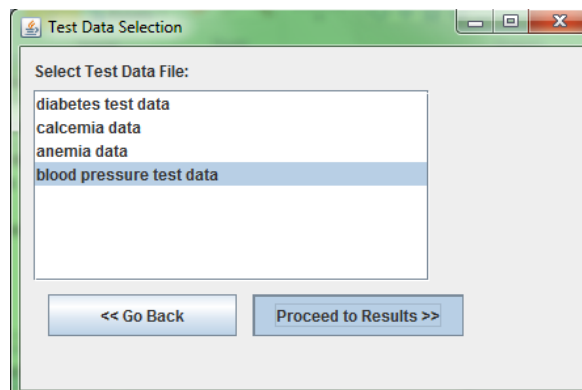 Test Data Selection
Select Test Data File:
diabetes test data
calcemia data
anemia data
blood pressure test data
<< Go Back
Proceed to Results >>